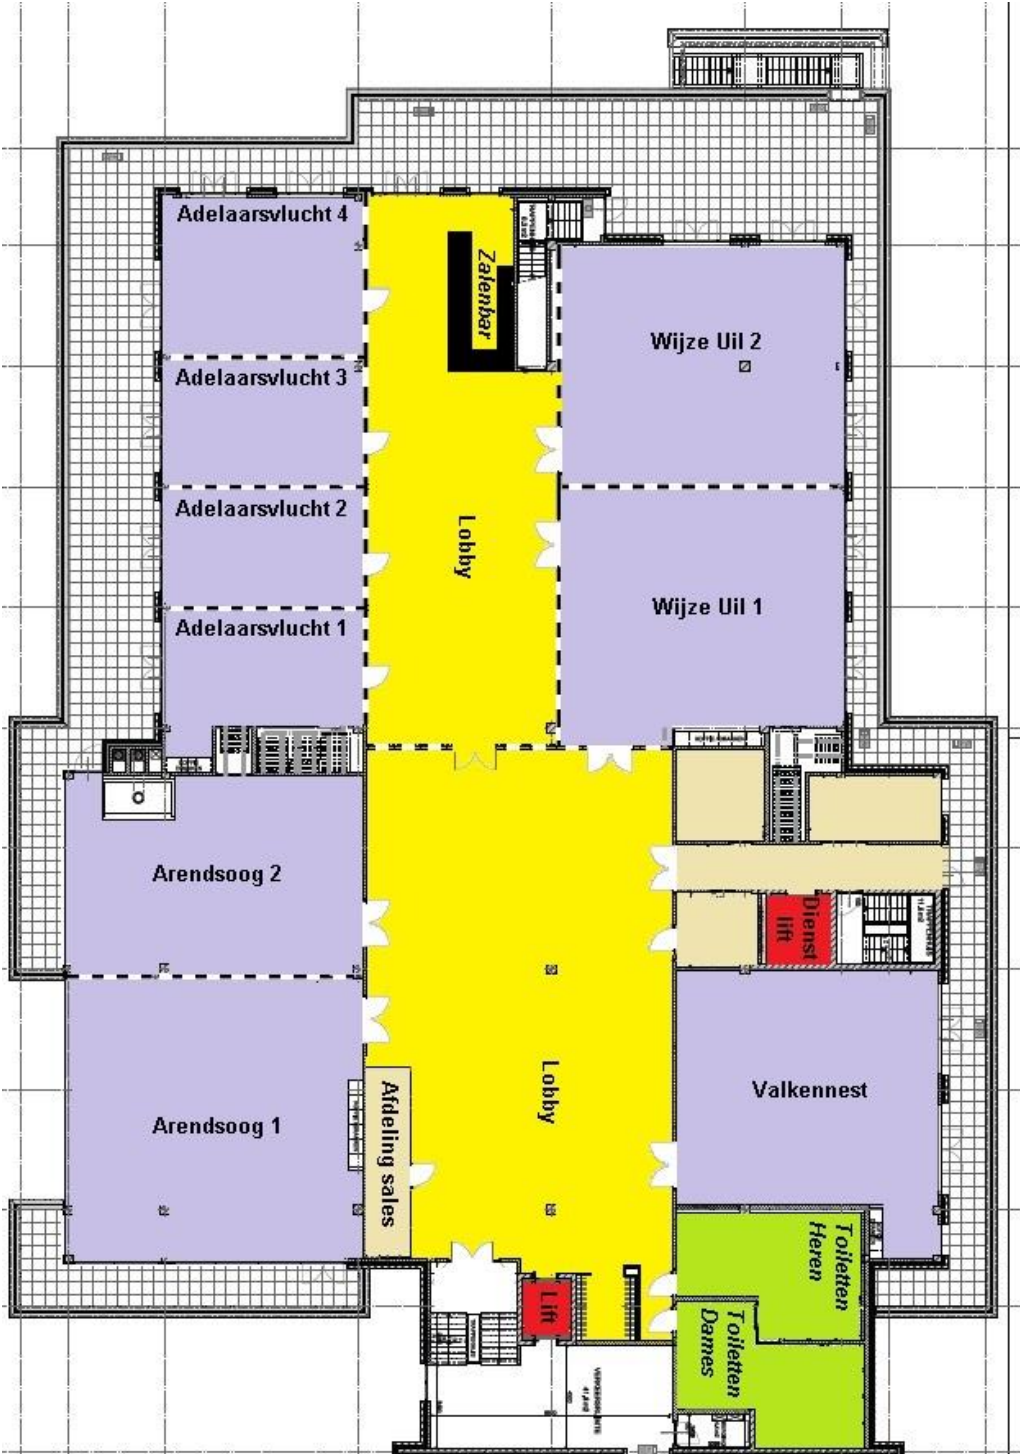 Adelaarsvlucht 4
Zalenbar
Wijze Uil 2
Adelaarsvlucht 3
Adelaarsvlucht 2
Lobby
Wijze Uil 1
Adelaarsvlucht 1
Arendsoog 2
Dienst
lift
Lobby
Valkennest
Afdeling sales
Arendsoog 1
Toiletten
Heren
Lift
Toiletten
Dames